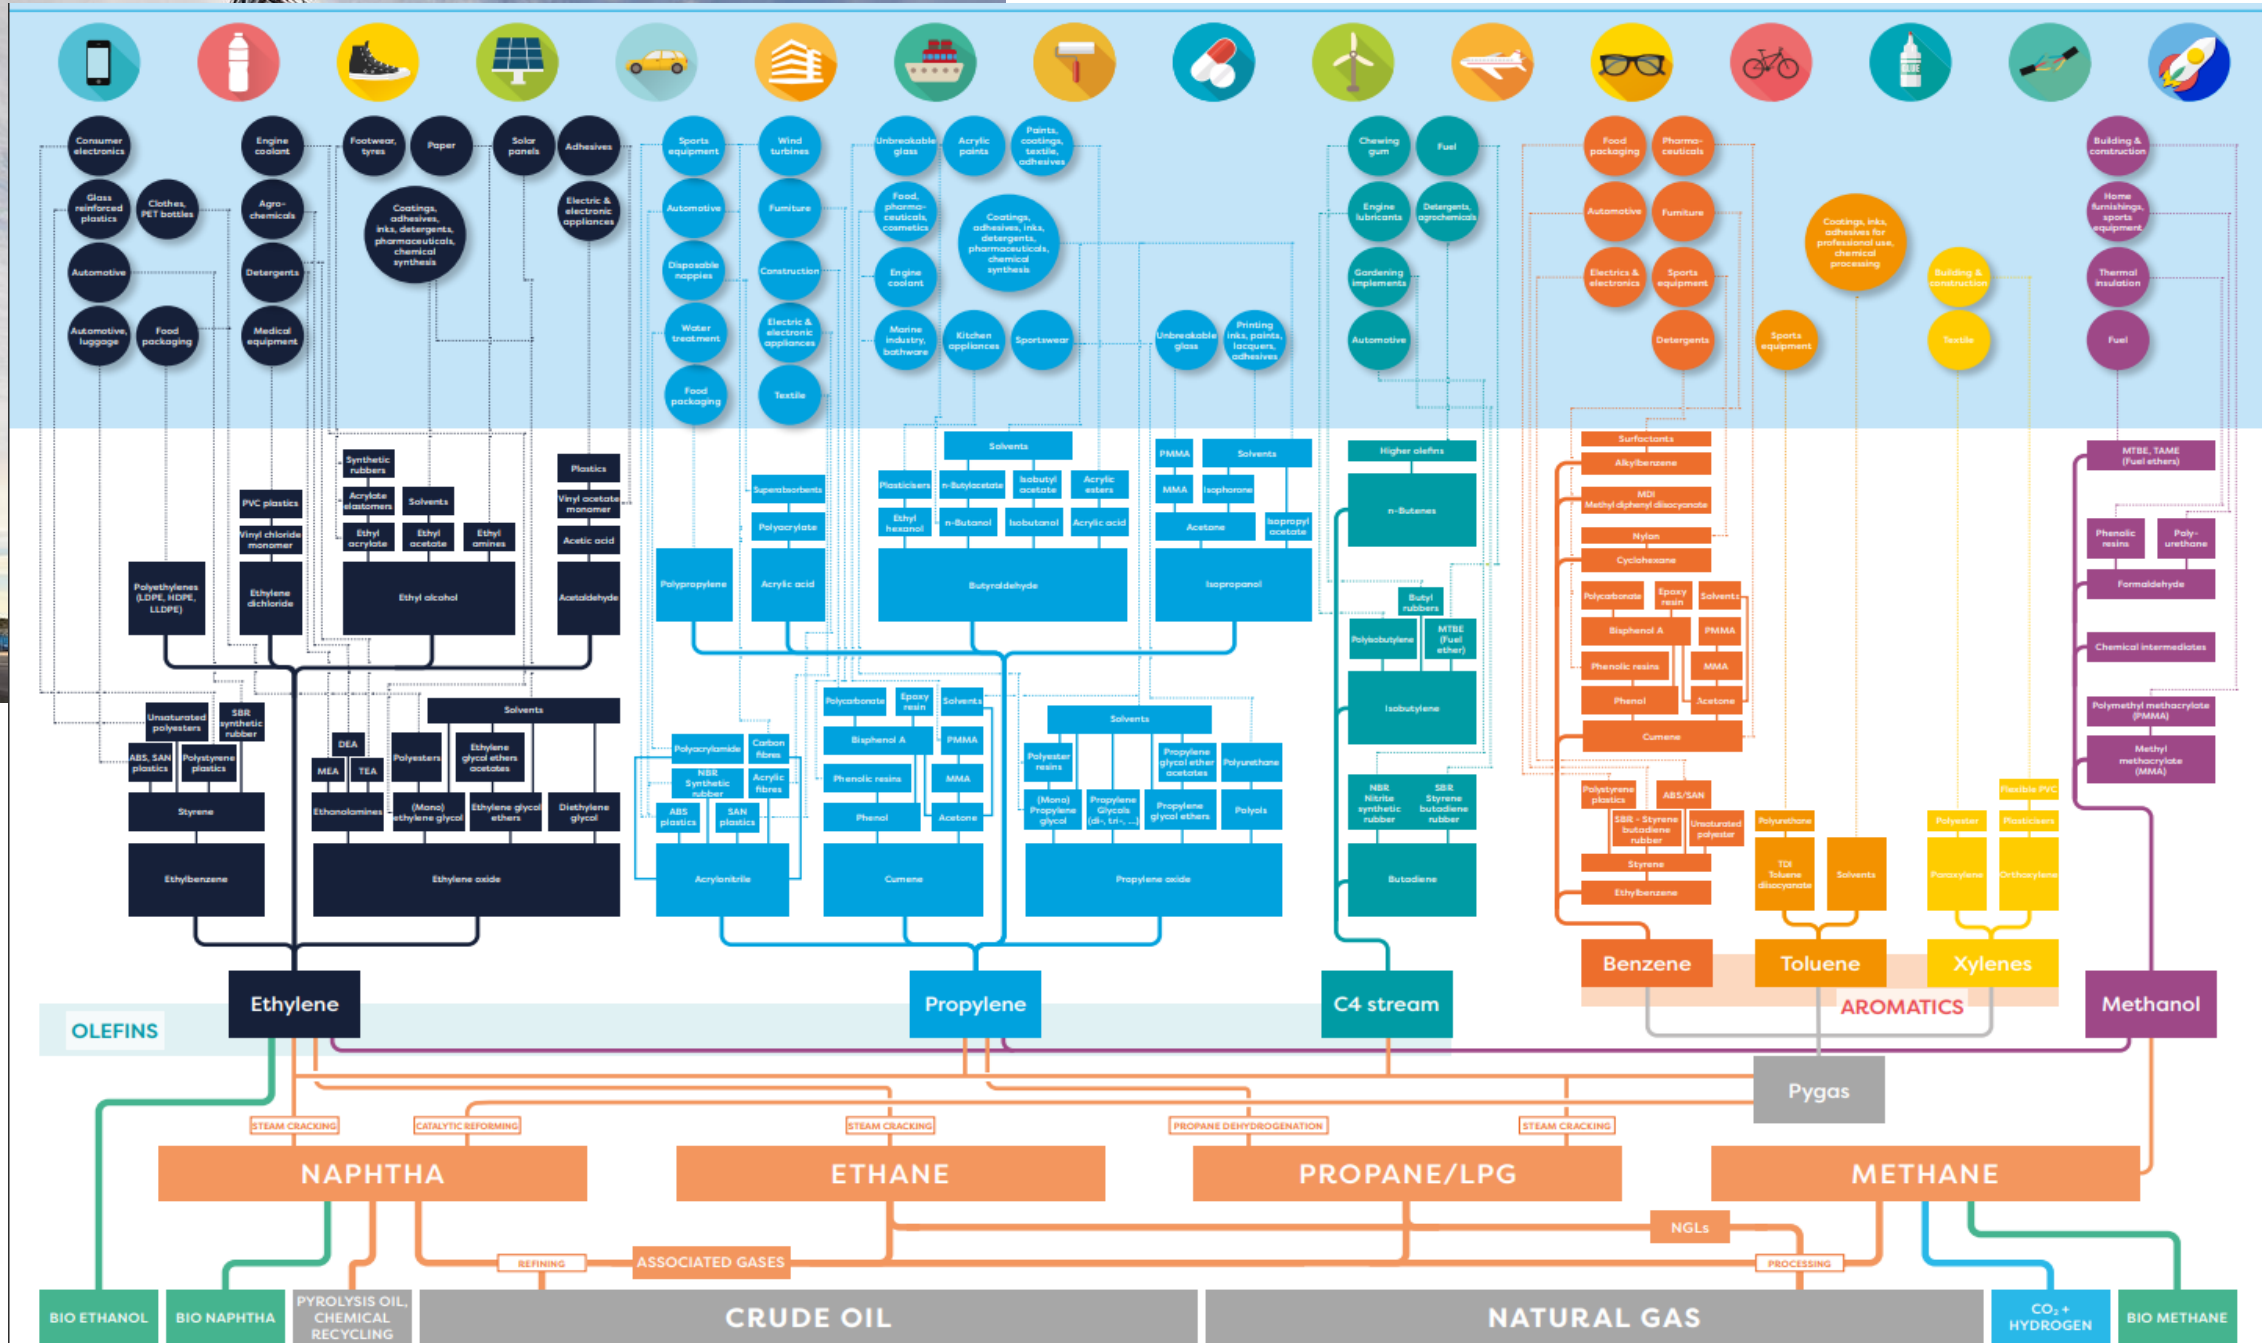 GLUE
Consumer
electronics
Engine
coolant
Footwear,
tyres
Paper
Solar
panels
Adhesives
Sports
equipment
Wind
turbines
Unbreakable
glass
Acrylic
paints
Paints,
coatings,
textile,
adhesives
Chewing
gum
Fuel
Food
packaging
Pharma-
ceuticals
Building &
construction
Glass
reinforced
plastics
Clothes,
PET bottles
Agro-
chemicals
Coatings,
adhesives,
inks, detergents,
pharmaceuticals,
chemical
synthesis
Electric &
electronic
appliances
Automotive
Furniture
Food,
pharma-
ceuticals,
cosmetics
Coatings,
adhesives, inks,
detergents,
pharmaceuticals,
chemical
synthesis
Engine
lubricants
Detergents,
agrochemicals
Automotive
Furniture
Coatings, inks,
adhesives for
professional use,
chemical
processing
Home
furnishings,
sports
equipment
Automotive
Detergents
Disposable
nappies
Construction
Engine
coolant
Gardening
implements
Electrics &
electronics
Sports
equipment
Building &
construction
Thermal
insulation
Automotive,
luggage
Food
packaging
Medical
equipment
Water
treatment
Electric &
electronic
appliances
Marine
industry,
bathware
Kitchen
appliances
Sportswear
Unbreakable
glass
Printing
inks, paints,
lacquers,
adhesives
Automotive
Detergents
Sports
equipment
Textile
Fuel
Food
packaging
Textile
Synthetic
rubbers
Acrylate
elastomers
Ethyl
acrylate
Solvents
Ethyl
acetate
Ethyl
amines
Plastics
Vinyl acetate
monomer
Acetic acid
PVC plastics
Vinyl chloride
monomer
Polyethylenes
(LDPE, HDPE,
LLDPE)
Ethylene
dichloride
Ethyl alcohol
Acetaldehyde
Superabsorbents
Polyacrylate
Polypropylene
Acrylic acid
Solvents
Plasticisers
n-Butylacetate
Isobutyl
acetate
Acrylic
esters
Ethyl
hexanol
n-Butanol
Isobutanol
Acrylic acid
Butyraldehyde
PMMA
Solvents
MMA
Isophorone
Acetone
Isopropyl
acetate
Isopropanol
Higher olefins
n-Butenes
Butyl
rubbers
Polyisobutylene
MTBE
(Fuel
ether)
Isobutylene
NBR
Nitrite
synthetic
rubber
SBR
Styrene
butadiene
rubber
Butadiene
Surfactants
Alkylbenzene
MDI
Methyl diphenyl diisocyanate
Nylon
Cyclohexane
Polycarbonate
Epoxy
resin
Solvents
Bisphenol A
PMMA
Phenolic resins
MMA
Phenol
Acetone
Cumene
Polystyrene
plastics
ABS/SAN
SBR - Styrene
butadiene
rubber
Unsaturated
polyester
Styrene
Ethylbenzene
Polyurethane
TDI
Toluene
diisocyanate
Solvents
Flexible PVC
Polyester
Plasticisers
Paraxylene
Orthoxylene
MTBE, TAME
(Fuel ethers)
Phenolic
resins
Poly-
urethane
Formaldehyde
Chemical intermediates
Polymethyl methacrylate
(PMMA)
Methyl
methacrylate
(MMA)
Unsaturated
polyesters
SBR
synthetic
rubber
ABS, SAN
plastics
Polystyrene
plastics
Styrene
Ethylbenzene
DEA
MEA
TEA
Ethanolamines
Polyesters
(Mono)
ethylene glycol
Solvents
Ethylene
glycol ethers
acetates
Ethylene glycol
ethers
Diethylene
glycol
Ethylene oxide
Polyacrylamide
Carbon
fibres
NBR
Synthetic
rubber
Acrylic
fibres
ABS
plastics
SAN
plastics
Acrylonitrile
Polycarbonate
Epoxy
resin
Solvents
Bisphenol A
PMMA
Phenolic resins
MMA
Phenol
Acetone
Cumene
Solvents
Polyester
resins
Propylene
glycol ether
acetates
Polyurethane
(Mono)
Propylene
glycol
Propylene
Glycols
(di-, tri-, ...)
Propylene
glycol ethers
Polyols
Propylene oxide
Benzene
Toluene
Xylenes
Ethylene
Propylene
C4 stream
AROMATICS
Methanol
OLEFINS
Pygas
STEAM CRACKING
CATALYTIC REFORMING
STEAM CRACKING
PROPANE DEHYDROGENATION
STEAM CRACKING
NAPHTHA
ETHANE
PROPANE/LPG
METHANE
NGLs
REFINING
ASSOCIATED GASES
PROCESSING
BIO ETHANOL
BIO NAPHTHA
PYROLYSIS OIL,
CHEMICAL
RECYCLING
CRUDE OIL
NATURAL GAS
CO₂ +
HYDROGEN
BIO METHANE